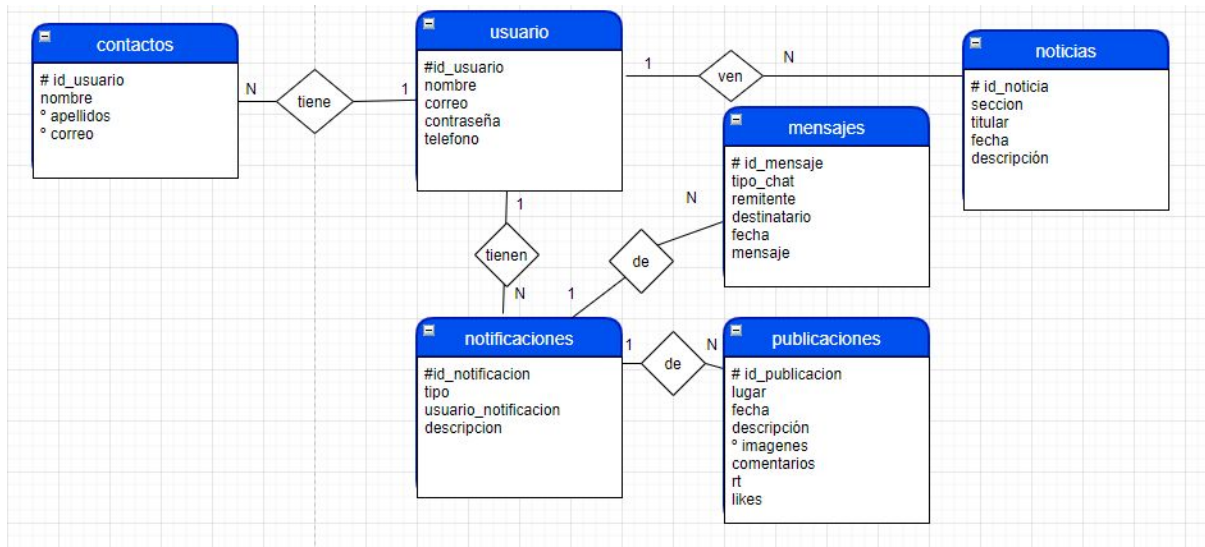 contactos
# id_usuario
nombre
º apellidos
º correo
N
tiene
1
usuario
#id_usuario
nombre
correo
contraseña
telefono
1
ven
N
noticias
# id_noticia
seccion
titular
fecha
descripción
mensajes
# id_mensaje
tipo_chat
remitente
destinatario
fecha
mensaje
1
tienen
N
N
de
1
notificaciones
#id_notificacion
tipo
usuario_notificacion
descripcion
1
de
N
publicaciones
# id_publicacion
lugar
fecha
descripción
º imagenes
comentarios
rt
likes